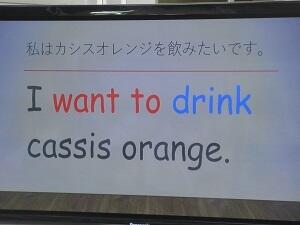 私はカシスオレンジを飲みたいです。
I want to drink
cassis orange.
Panasonic